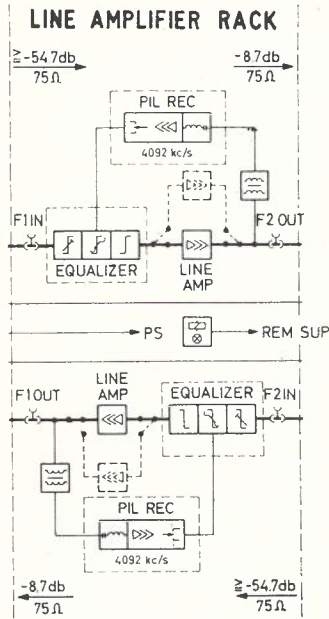 LINE AMPLIFIER RACK
≧-54.7db
75Ω
-8.7db
75Ω
PIL REC
4092 kc/s
F1 IN
F2 OUT
EQUALIZER
LINE
AMP
PS
REM SUP
F1 OUT
LINE
AMP
EQUALIZER
F2 IN
PIL REC
4092 kc/s
-8.7db
75Ω
≧-54.7db
75Ω